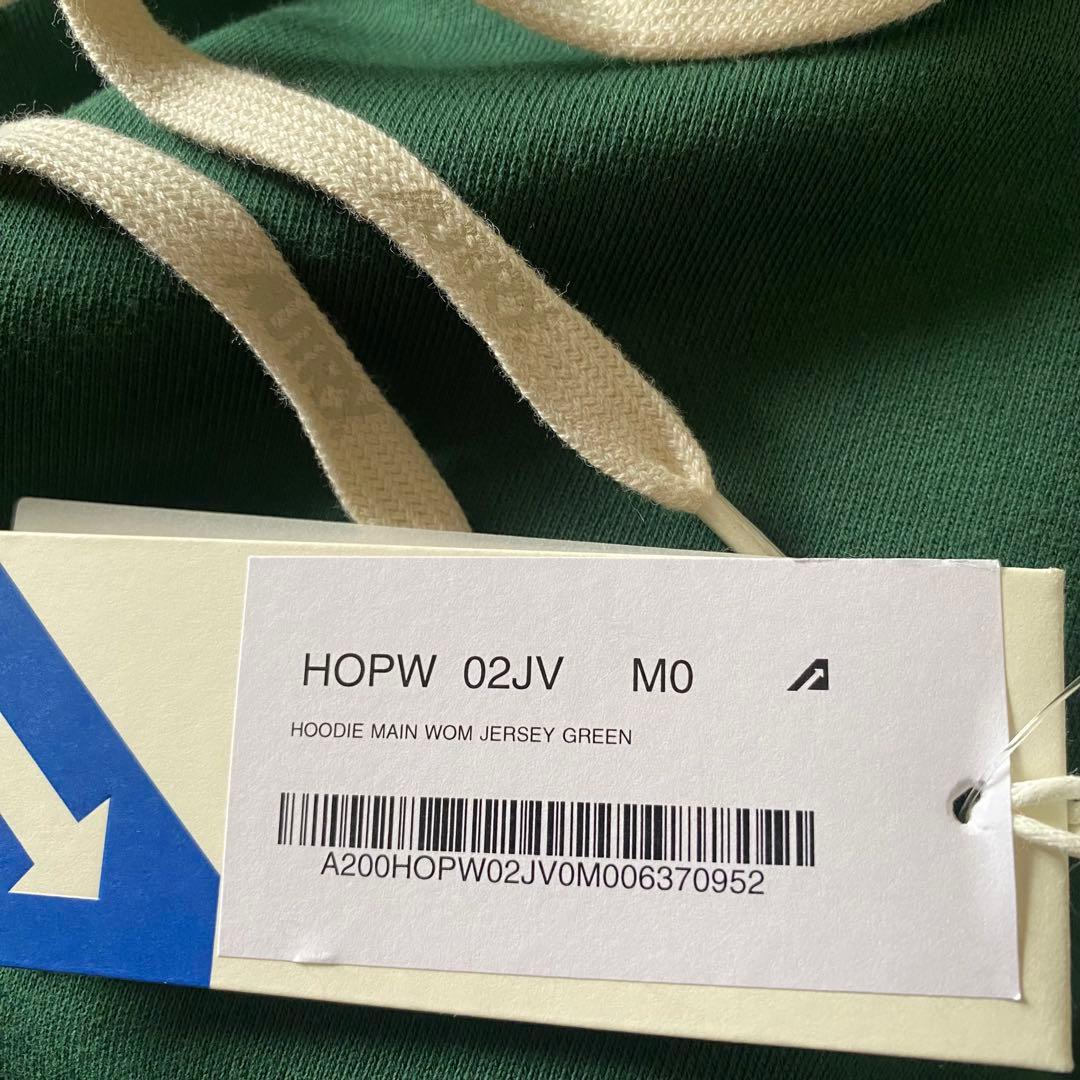 HOPW 02JV M0
HOODIE MAIN WOM JERSEY GREEN
A200HOPW02JV0M006370952